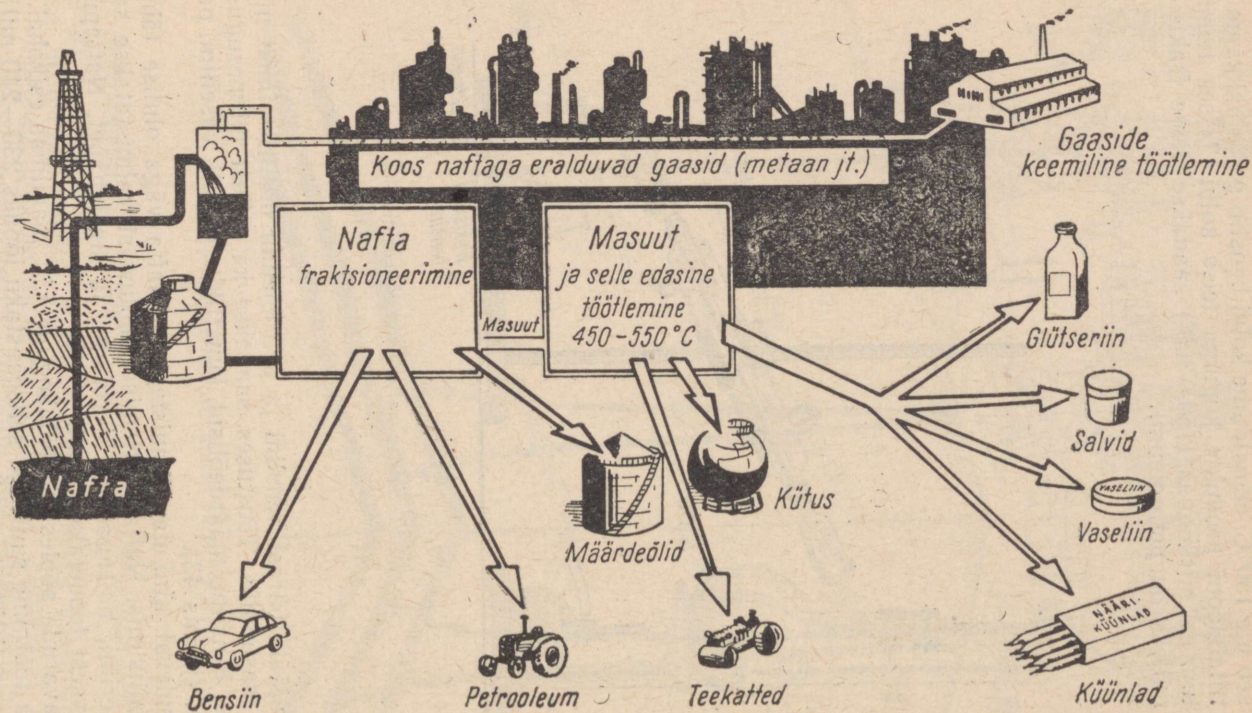 Koos naftaga eralduvad gaasid (metaan jt.)
Gaaside
keemiline töötlemine
Nafta
fraktsioneerimine
Masuut
Masuut
ja selle edasine
töötlemine
450-550°C
Glütseriin
Salvid
VASELIIN
Vaseliin
Nafta
Kütus
Määrdeõlid
NÄÄRI-
KÜÜNLAD
Bensiin
Petrooleum
Teekatted
Küünlad